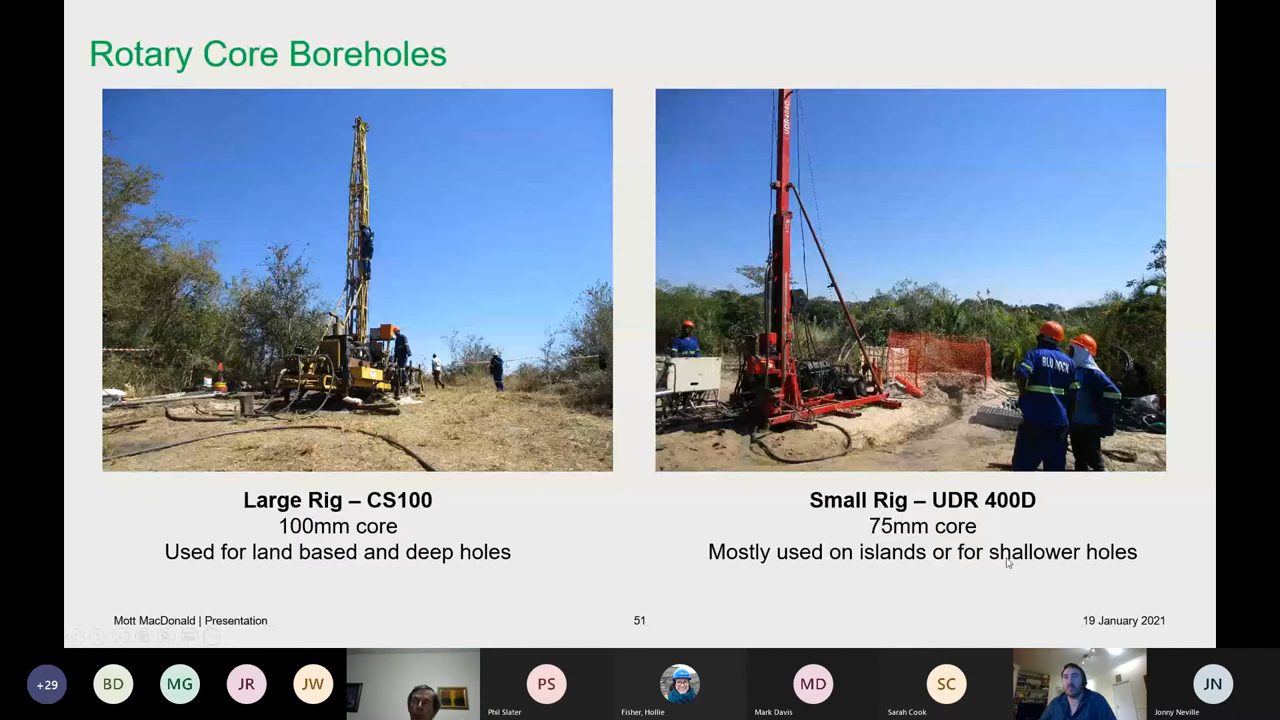 Rotary Core Boreholes
Large Rig – CS100
100mm core
Used for land based and deep holes
Small Rig – UDR 400D
75mm core
Mostly used on islands or for shallower holes
Mott MacDonald | Presentation
51
19 January 2021
+29
BD
MG
JR
JW
PS
Phil Slater
Fisher, Hollie
MD
Mark Davis
SC
Sarah Cook
JN
Jonny Neville